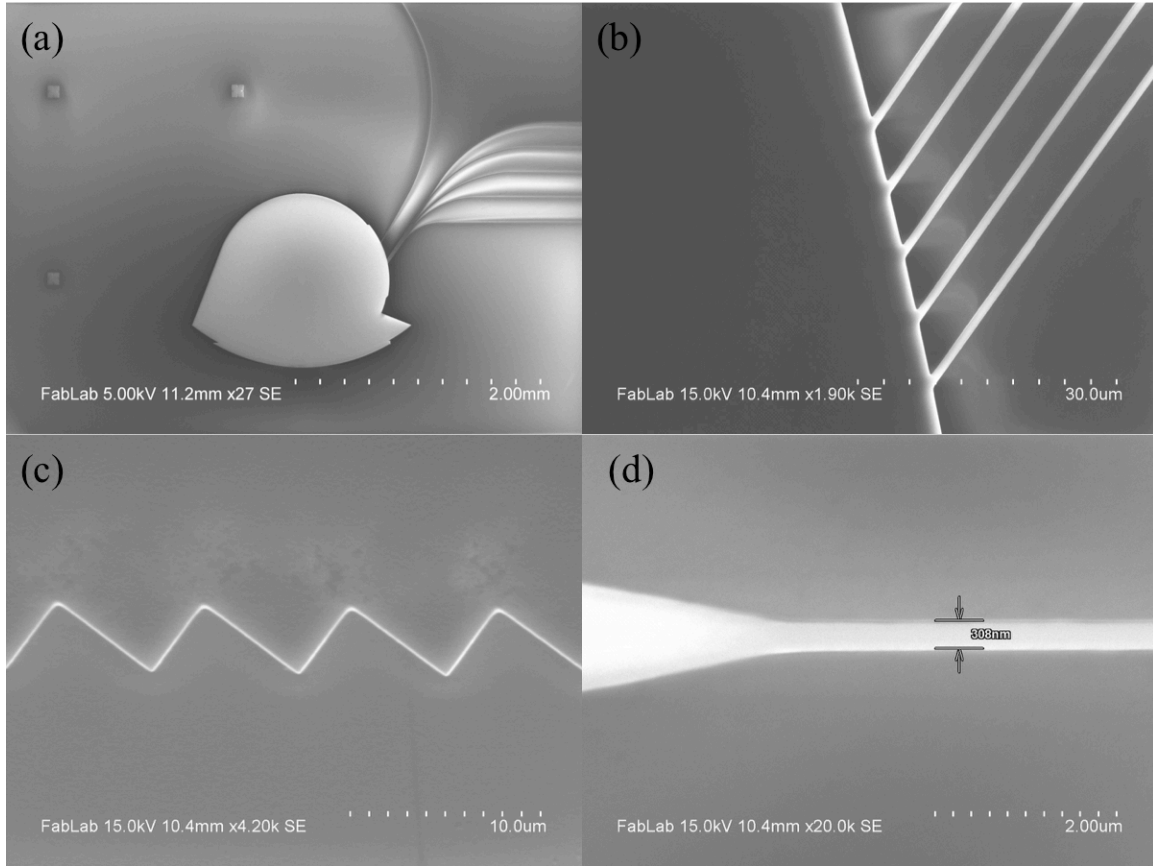 (a)
FabLab 5.00kV 11.2mm x27 SE 2.00mm
(b)
FabLab 15.0kV 10.4mm x1.90k SE 30.0um
(c)
FabLab 15.0kV 10.4mm x4.20k SE 10.0um
(d)
308nm
FabLab 15.0kV 10.4mm x20.0k SE 2.00um